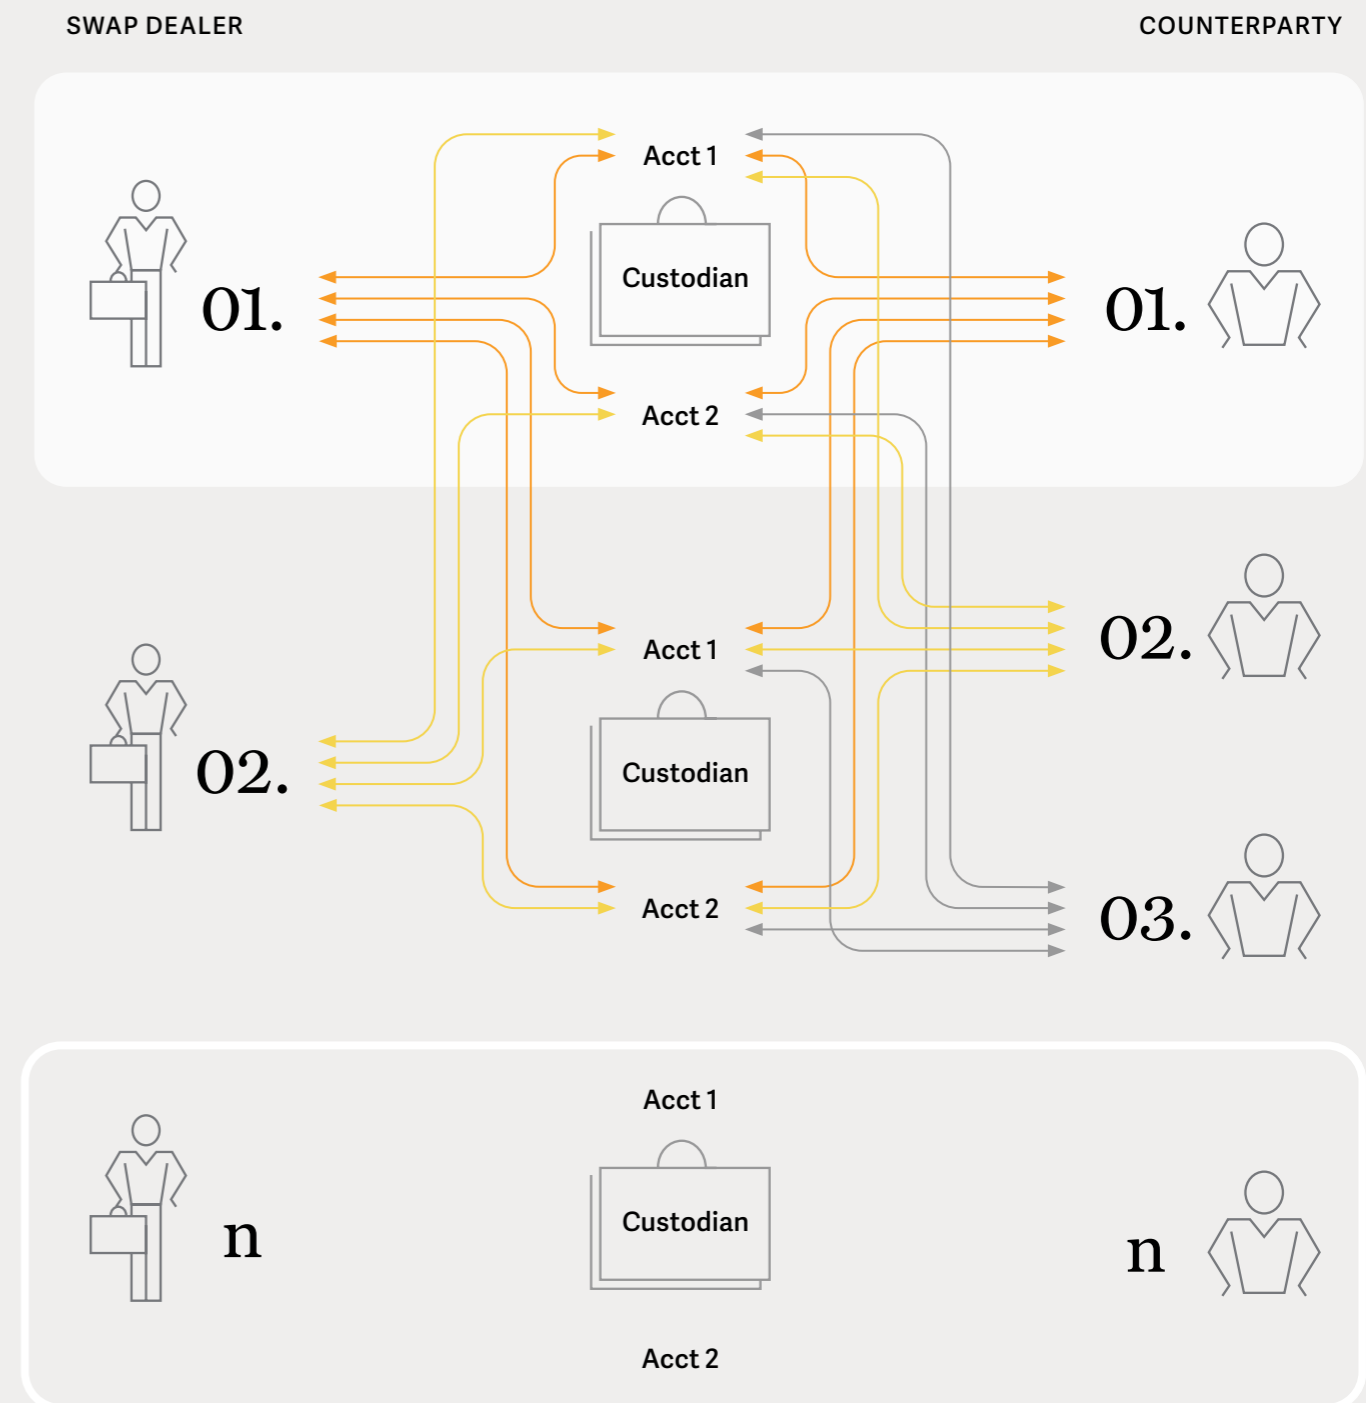 SWAP DEALER
COUNTERPARTY
Acct 1
Custodian
01.
01.
Acct 2
02.
Acct 1
Custodian
02.
Acct 2
03.
Acct 1
Custodian
n
n
Acct 2